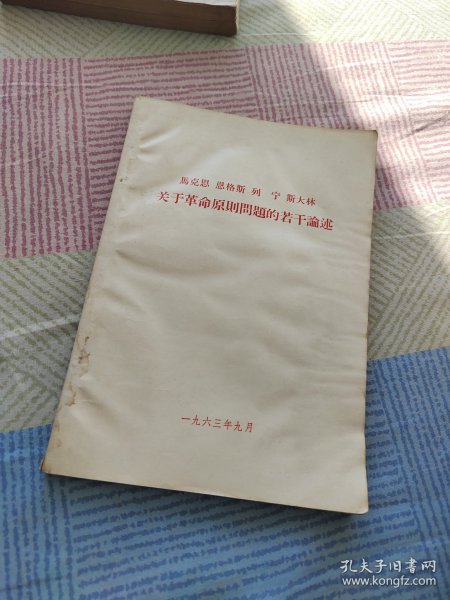 馬克思 恩格斯 列 宁 斯大林
关于革命原則問題的若干論述
一九六三年九月
孔夫子旧书网
www.kongfz.com